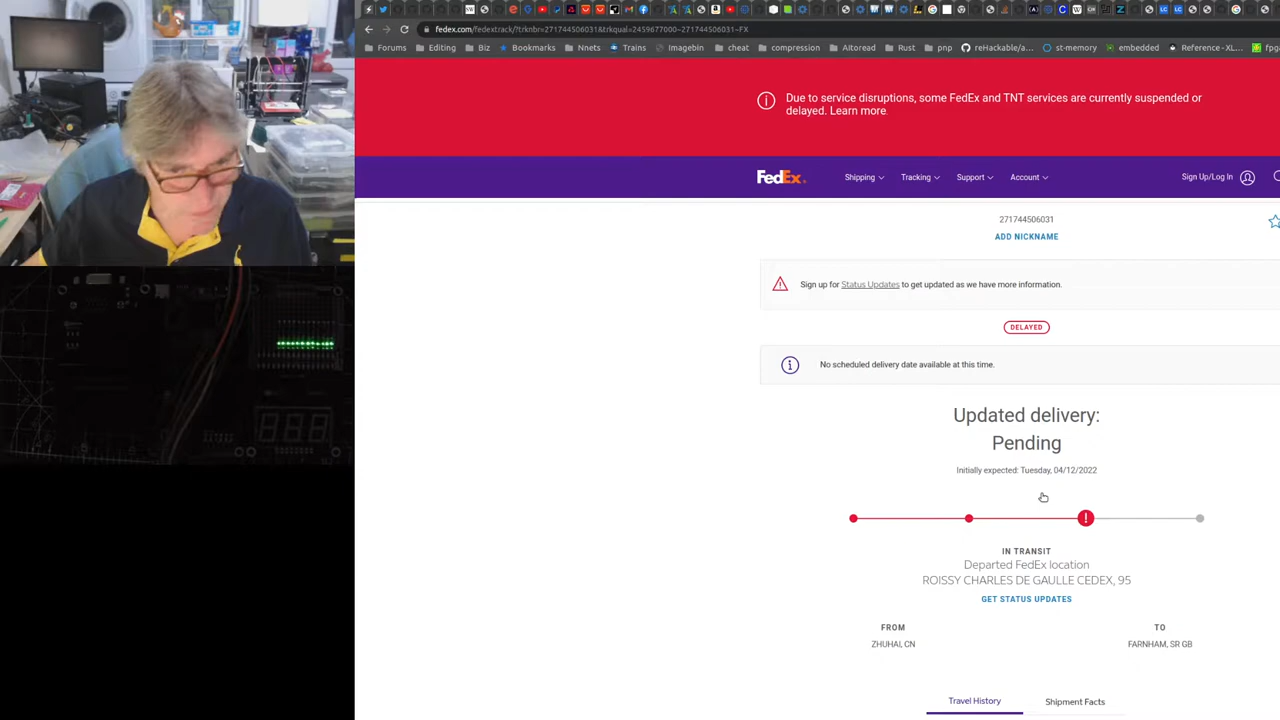 fedex.com/fedextrack/?trknbr=271744506031&trkqual=2459677000~271744506031~FX
Forums Editing Biz Bookmarks Nnets Trains Imagebin cheat compression Aitoread Rust pnp reHackable/a... st-memory embedded Reference-XL... fpga
Due to service disruptions, some FedEx and TNT services are currently suspended or
delayed. Learn more.
FedEx Shipping Tracking Support Account Sign Up/Log In
271744506031
ADD NICKNAME
Sign up for Status Updates to get updated as we have more information.
DELAYED
No scheduled delivery date available at this time.
Updated delivery:
Pending
Initially expected: Tuesday, 04/12/2022
IN TRANSIT
Departed FedEx location
ROISSY CHARLES DE GAULLE CEDEX, 95
GET STATUS UPDATES
FROM TO
ZHUHAI, CN FARNHAM, SR GB
Travel History Shipment Facts